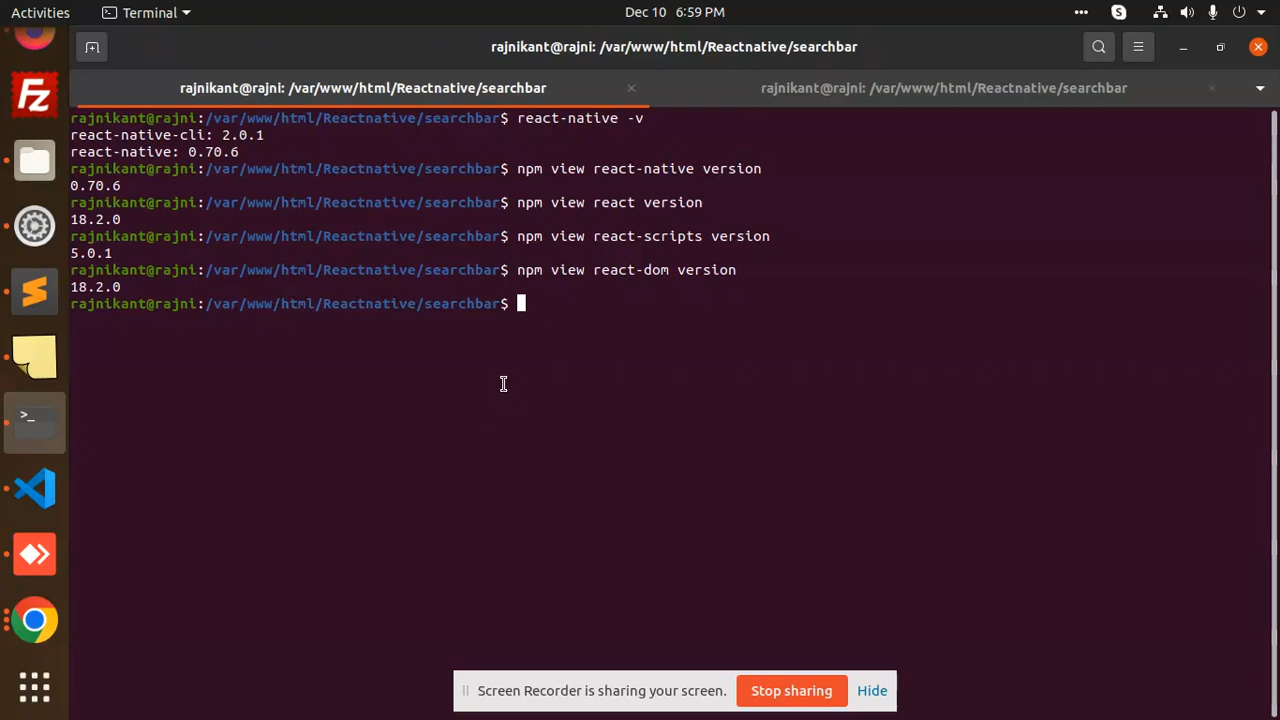 Activities
Terminal
Dec 10 6:59 PM
rajnikant@rajni: /var/www/html/Reactnative/searchbar
rajnikant@rajni: /var/www/html/Reactnative/searchbar
rajnikant@rajni: /var/www/html/Reactnative/searchbar
rajnikant@rajni:/var/www/html/Reactnative/searchbar$ react-native -v
react-native-cli: 2.0.1
react-native: 0.70.6
rajnikant@rajni:/var/www/html/Reactnative/searchbar$ npm view react-native version
0.70.6
rajnikant@rajni:/var/www/html/Reactnative/searchbar$ npm view react version
18.2.0
rajnikant@rajni:/var/www/html/Reactnative/searchbar$ npm view react-scripts version
5.0.1
rajnikant@rajni:/var/www/html/Reactnative/searchbar$ npm view react-dom version
18.2.0
rajnikant@rajni:/var/www/html/Reactnative/searchbar$
Screen Recorder is sharing your screen.
Stop sharing
Hide